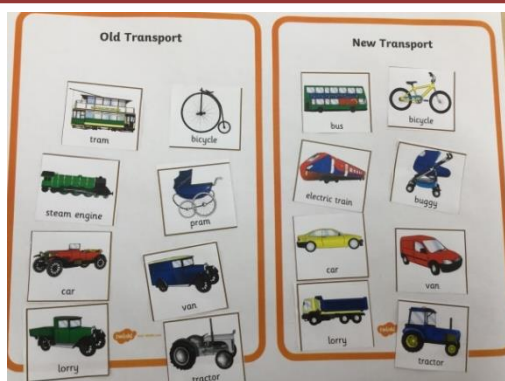 Old Transport
tram
bicycle
steam engine
pram
car
van
lorry
tractor
New Transport
bus
bicycle
electric train
buggy
car
van
lorry
tractor